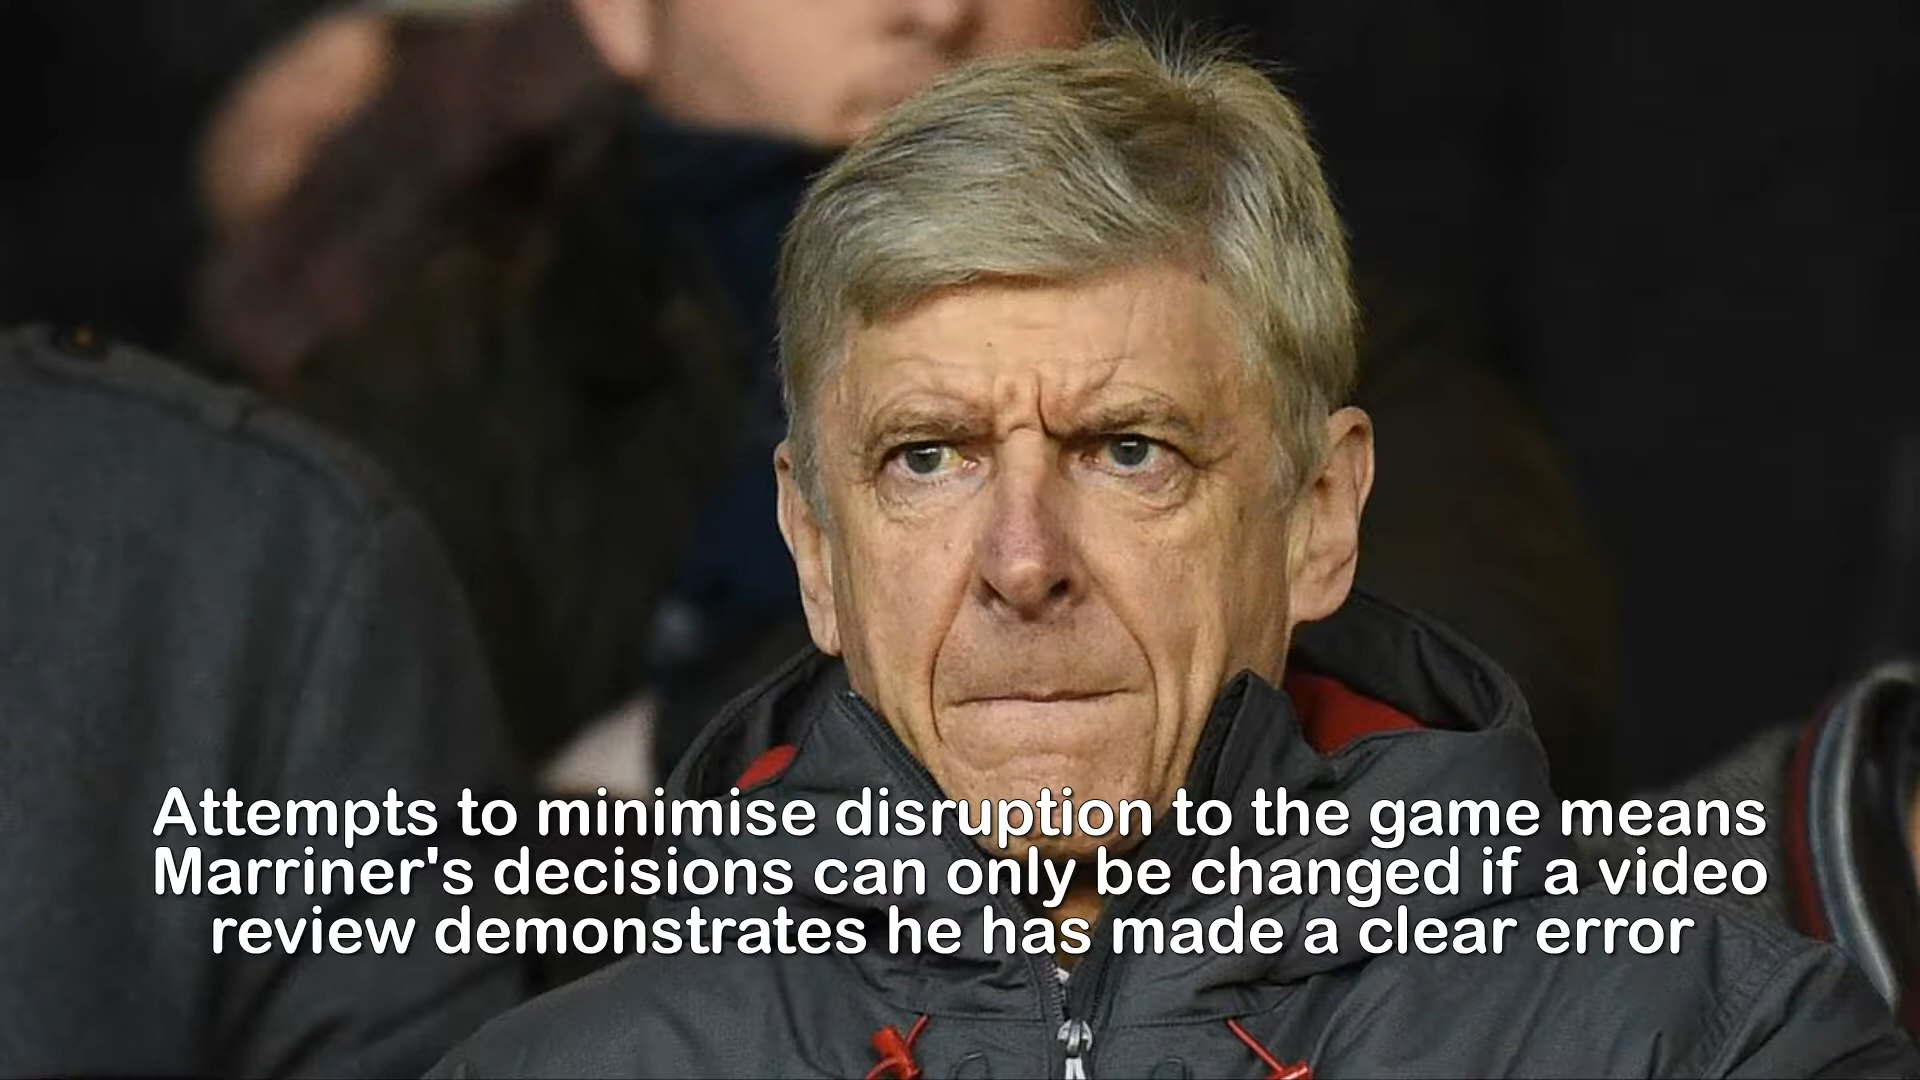 Attempts to minimise disruption to the game means
Marriner's decisions can only be changed if a video
review demonstrates he has made a clear error